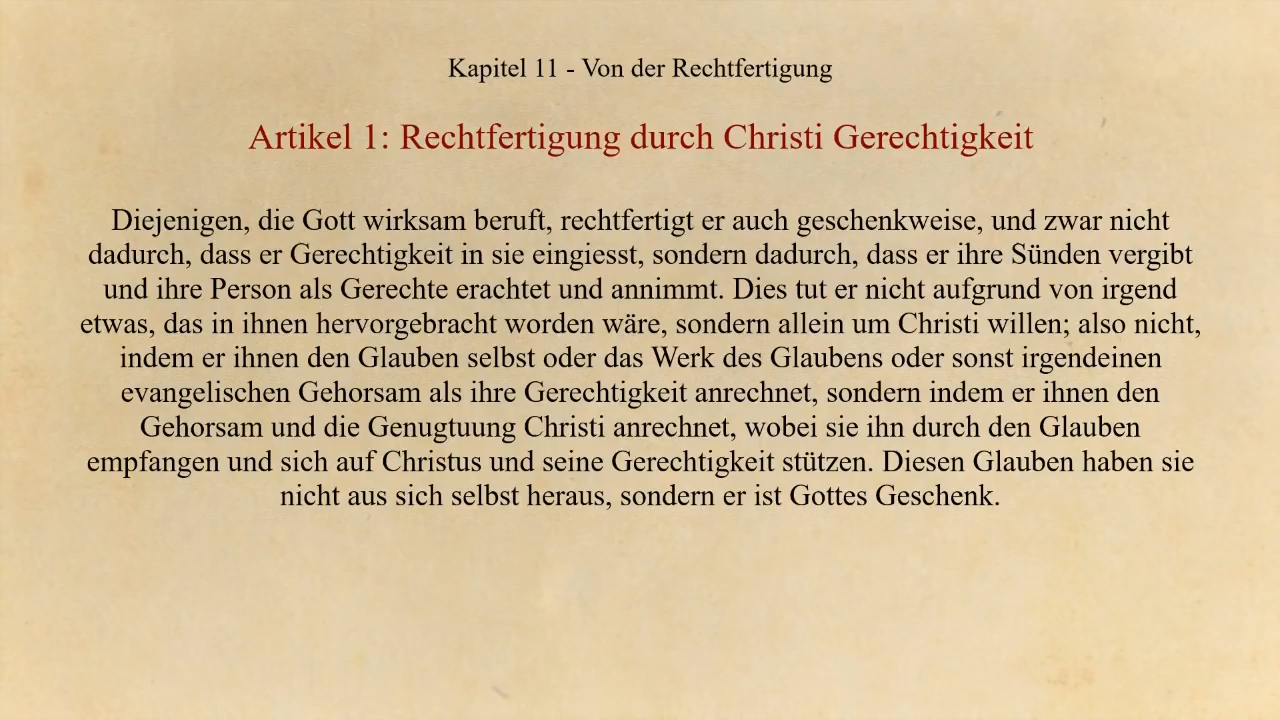 Kapitel 11 - Von der Rechtfertigung
Artikel 1: Rechtfertigung durch Christi Gerechtigkeit
Diejenigen, die Gott wirksam beruft, rechtfertigt er auch geschenkweise, und zwar nicht
dadurch, dass er Gerechtigkeit in sie eingiesst, sondern dadurch, dass er ihre Sünden vergibt
und ihre Person als Gerechte erachtet und annimmt. Dies tut er nicht aufgrund von irgend
etwas, das in ihnen hervorgebracht worden wäre, sondern allein um Christi willen; also nicht,
indem er ihnen den Glauben selbst oder das Werk des Glaubens oder sonst irgendeinen
evangelischen Gehorsam als ihre Gerechtigkeit anrechnet, sondern indem er ihnen den
Gehorsam und die Genugtuung Christi anrechnet, wobei sie ihn durch den Glauben
empfangen und sich auf Christus und seine Gerechtigkeit stützen. Diesen Glauben haben sie
nicht aus sich selbst heraus, sondern er ist Gottes Geschenk.